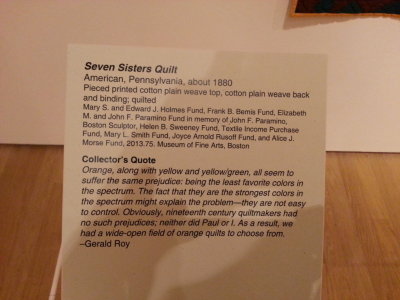 Seven Sisters Quilt
American, Pennsylvania, about 1880
Pieced printed cotton plain weave top, cotton plain weave back
and binding; quilted
Mary S. and Edward J. Holmes Fund, Frank B. Bemis Fund, Elizabeth
M. and John F. Paramino Fund in memory of John F. Paramino,
Boston Sculptor, Helen B. Sweeney Fund, Textile Income Purchase
Fund, Mary L. Smith Fund, Joyce Arnold Rusoff Fund, and Alice J.
Morse Fund, 2013.75. Museum of Fine Arts, Boston
Collector's Quote
Orange, along with yellow and yellow/green, all seem to
suffer the same prejudice: being the least favorite colors in
the spectrum. The fact that they are the strongest colors in
the spectrum might explain the problem—they are not easy
to control. Obviously, nineteenth century quiltmakers had
no such prejudices; neither did Paul or I. As a result, we
had a wide-open field of orange quilts to choose from.
–Gerald Roy